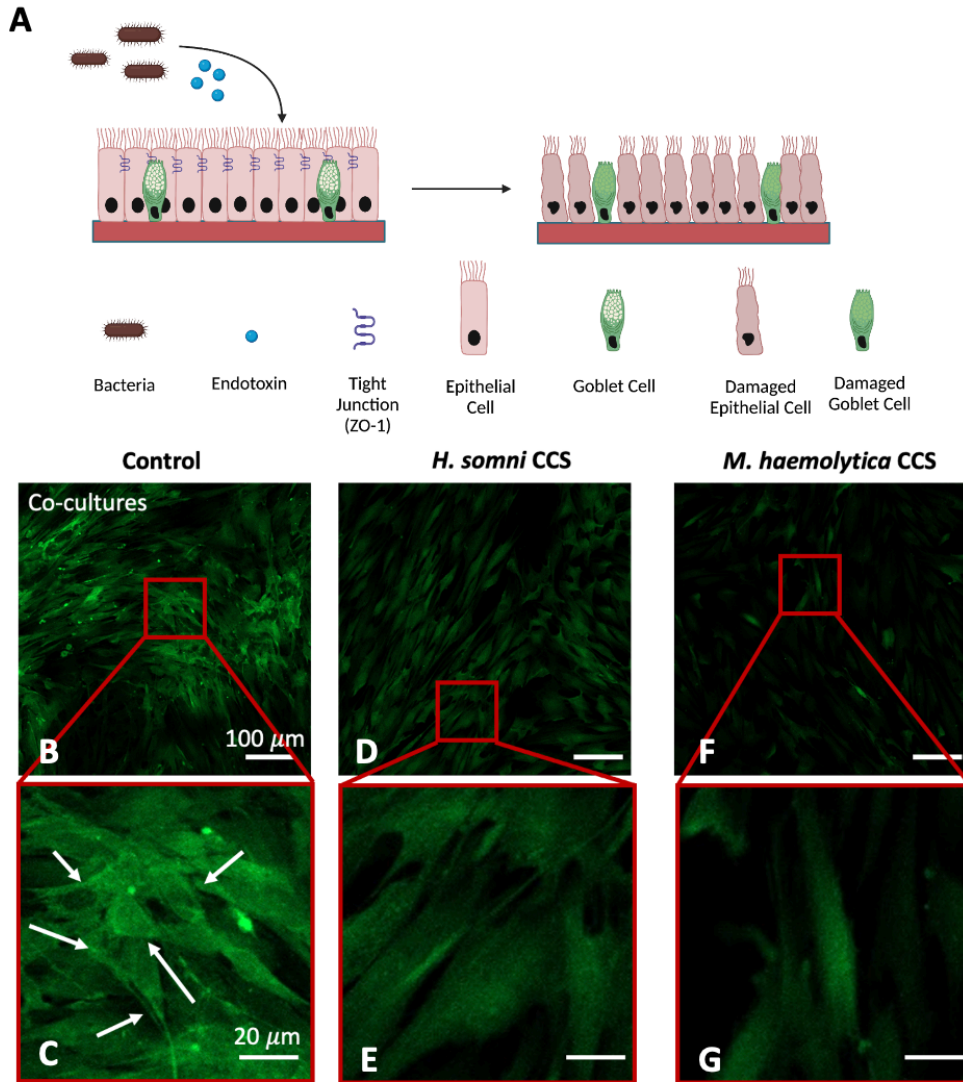 A
Bacteria
Endotoxin
Tight
Junction
(ZO-1)
Epithelial
Cell
Goblet Cell
Damaged
Epithelial Cell
Damaged
Goblet Cell
Control
H. somni CCS
M. haemolytica CCS
Co-cultures
B
100 μm
D
F
C
20 μm
E
G